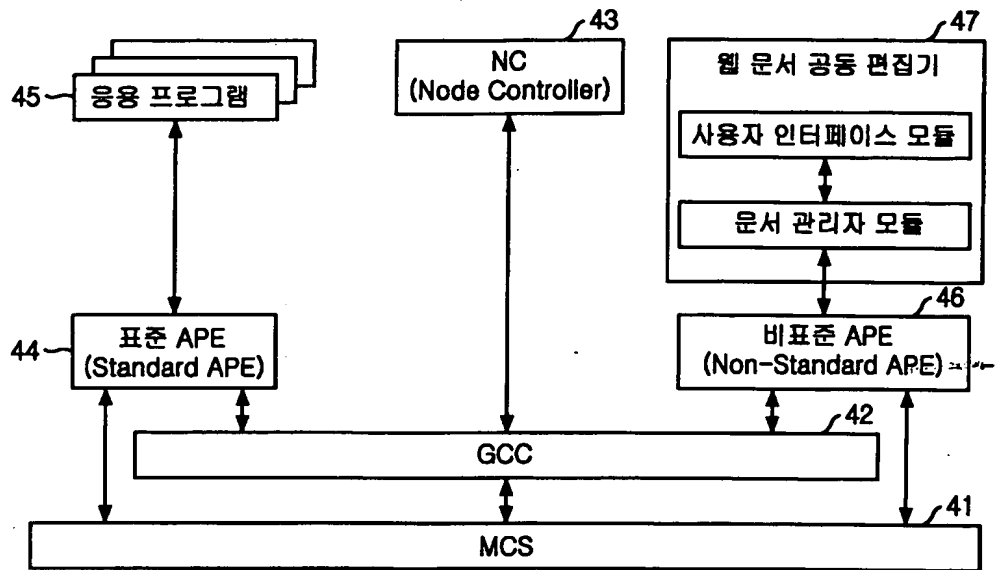 43
47
NC
(Node Controller)
웹 문서 공동 편집기
45
응용 프로그램
사용자 인터페이스 모듈
문서 관리자 모듈
46
44
표준 APE
(Standard APE)
비표준 APE
(Non-Standard APE)
42
GCC
41
MCS